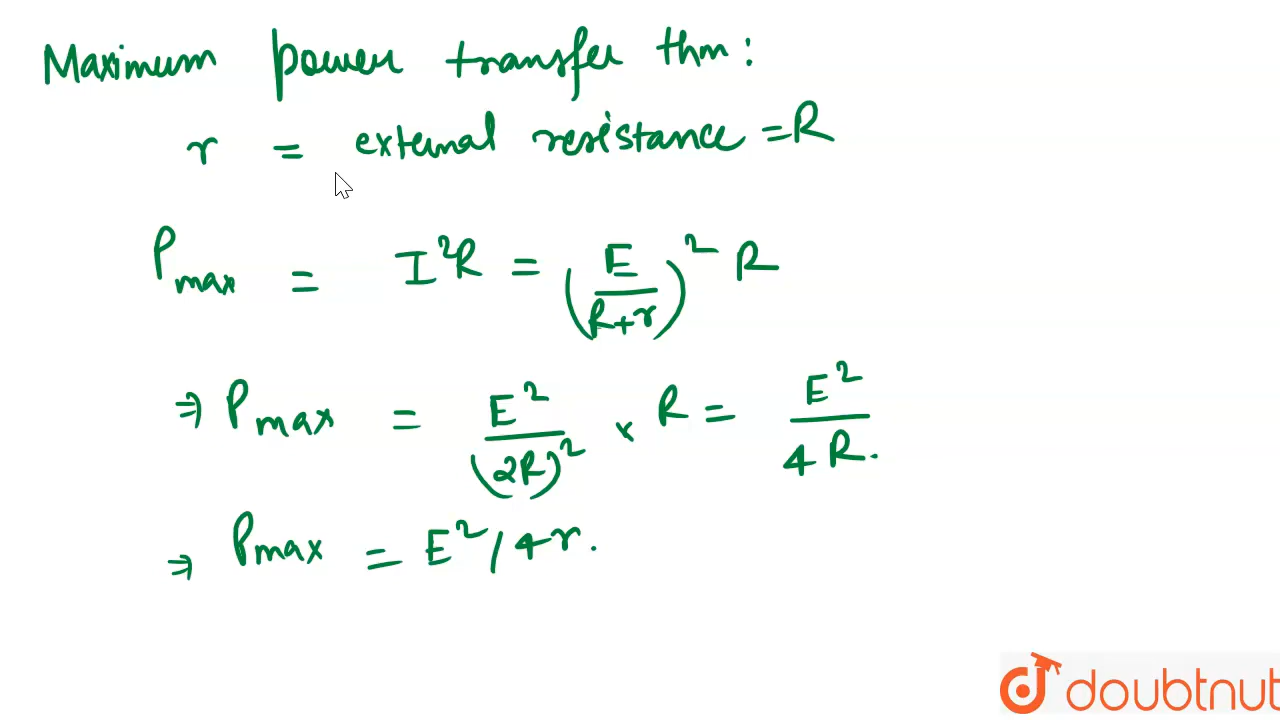 Maximum power transfer thm:
r = external resistance = R
Pmax = I²R = (E/(R+r))² R
⇒ Pmax = E²/(2R)² × R = E²/4R.
⇒ Pmax = E²/4r.
doubtnut